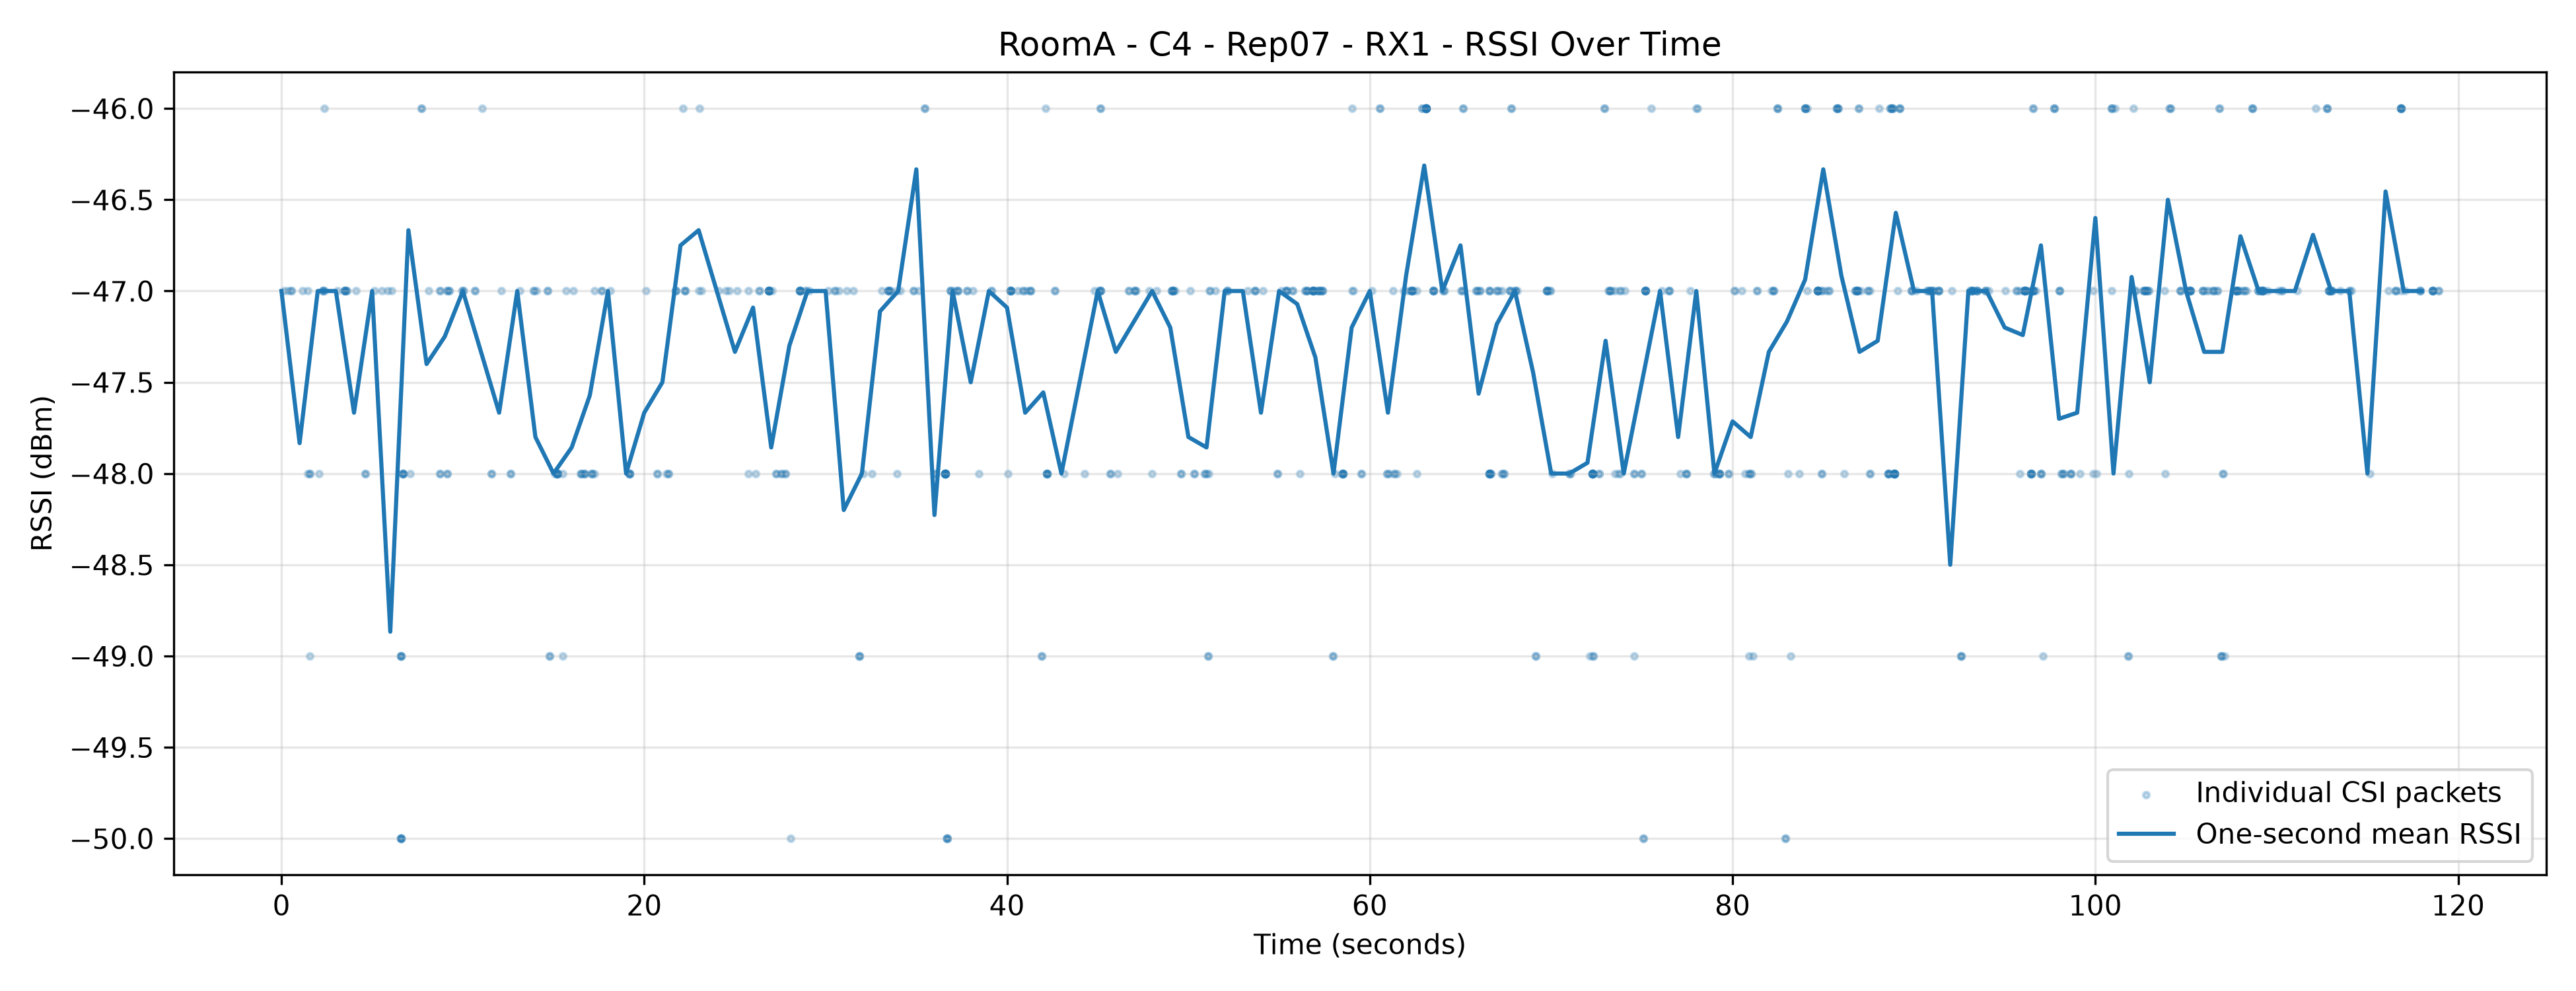 RoomA - C4 - Rep07 - RX1 - RSSI Over Time
RSSI (dBm)
−46.0
−46.5
−47.0
−47.5
−48.0
−48.5
−49.0
−49.5
−50.0
Individual CSI packets
One-second mean RSSI
0 20 40 60 80 100 120
Time (seconds)